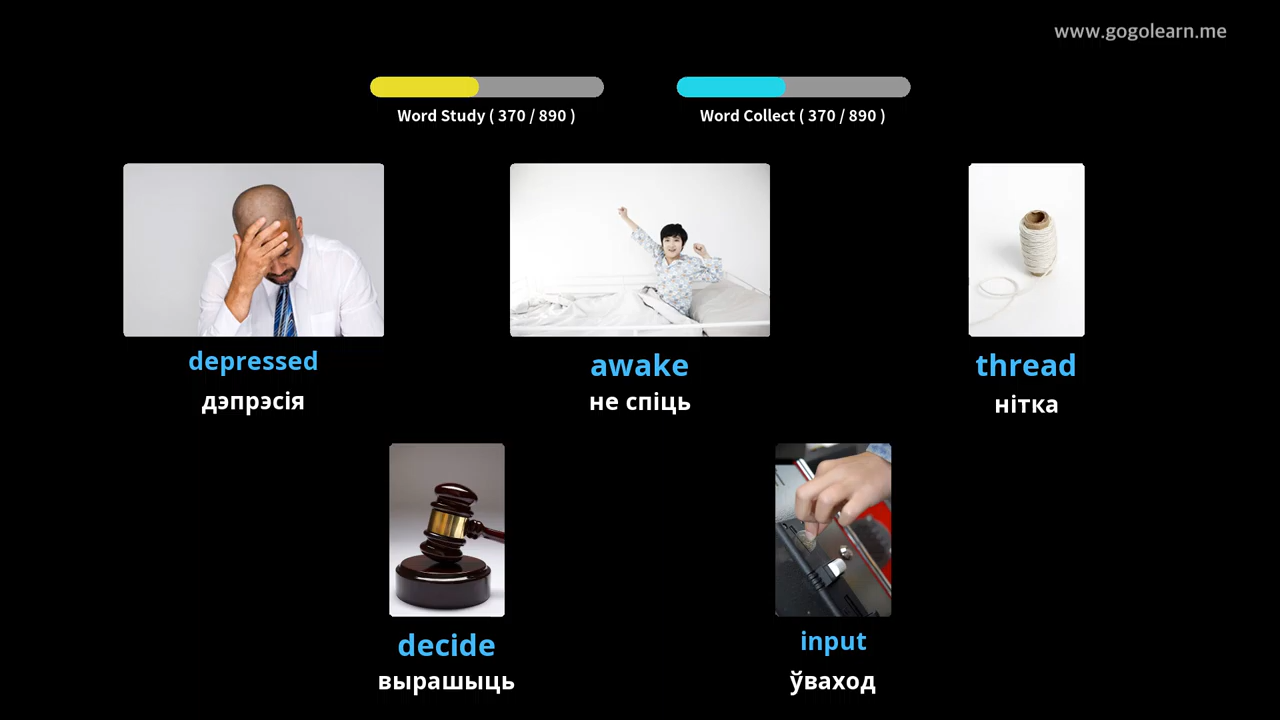 www.gogolearn.me
Word Study ( 370 / 890 )
Word Collect ( 370 / 890 )
depressed
дэпрэсія
awake
не спіць
thread
нітка
decide
вырашыць
input
ўваход